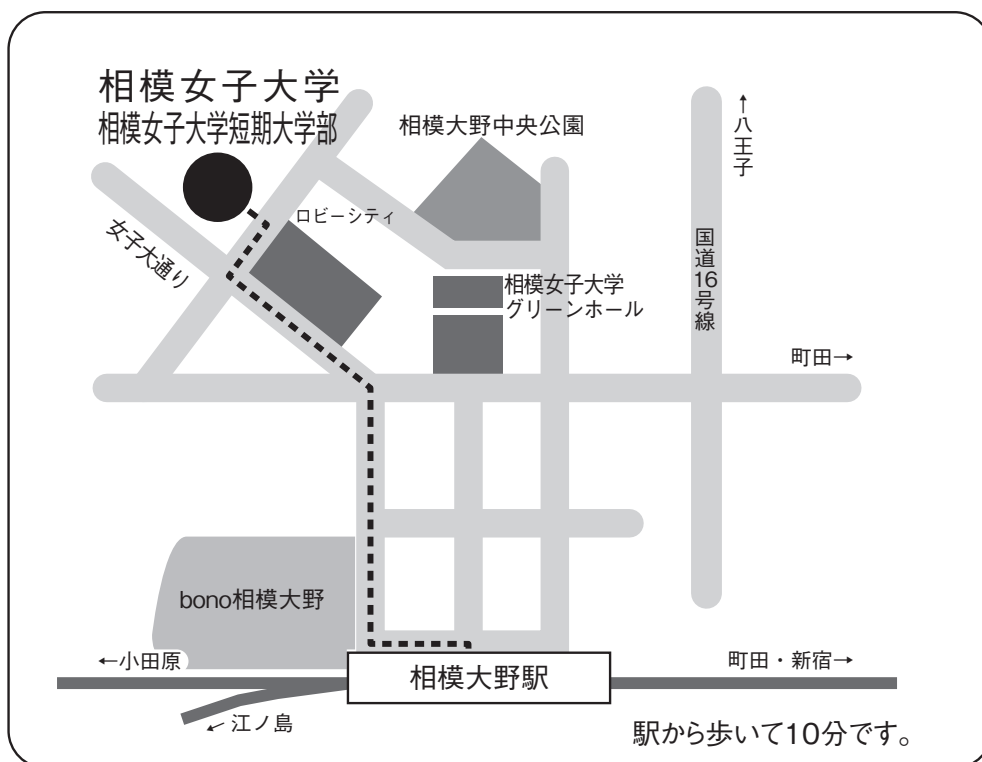 相模女子大学
相模女子大学短期大学部
相模大野中央公園
↑八王子
ロビーシティ
女子大通り
国道16号線
相模女子大学
グリーンホール
町田→
bono相模大野
←小田原
相模大野駅
町田・新宿→
←江ノ島
駅から歩いて10分です。